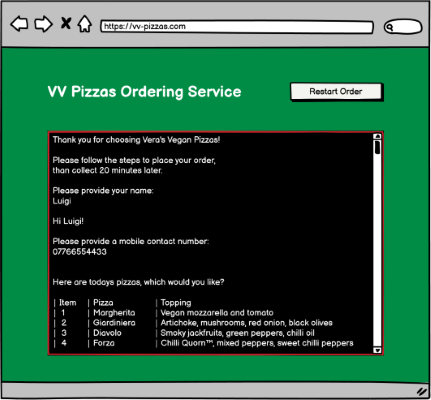 https://vv-pizzas.com
VV Pizzas Ordering Service
Restart Order
Thank you for choosing Vera's Vegan Pizzas!
Please follow the steps to place your order,
than collect 20 minutes later.
Please provide your name:
Luigi
Hi Luigi!
Please provide a mobile contact number:
07766554433
Here are todays pizzas, which would you like?
| Item | Pizza | Topping
| 1 | Margherita | Vegan mozzarella and tomato
| 2 | Giardiniera | Artichoke, mushrooms, red onion, black olives
| 3 | Diavolo | Smoky jackfruits, green peppers, chilli oil
| 4 | Forza | Chilli Quorn™, mixed peppers, sweet chilli peppers